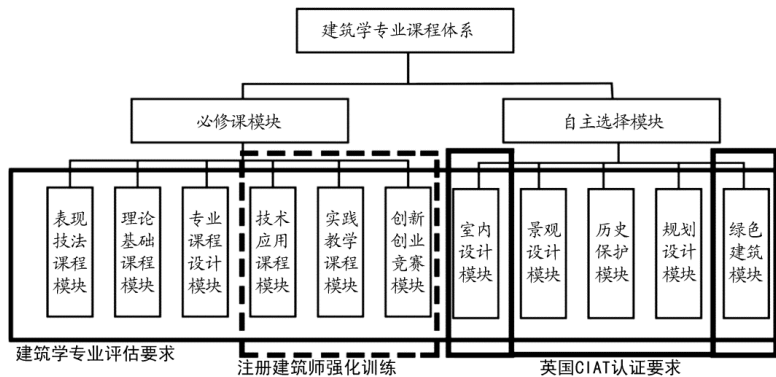 建筑学专业课程体系
必修课模块
自主选择模块
表现
技法
课程
模块
理论
基础
课程
模块
专业
课程
设计
模块
技术
应用
课程
模块
实践
教学
课程
模块
创新
创业
竞赛
模块
室内
设计
模块
景观
设计
模块
历史
保护
模块
规划
设计
模块
绿色
建筑
模块
建筑学专业评估要求
注册建筑师强化训练
英国CIAT认证要求